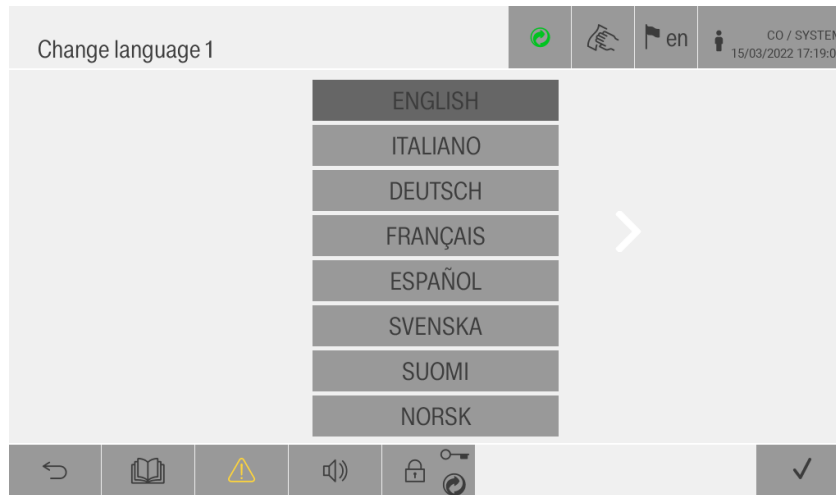 Change language 1
en
CO / SYSTEM
15/03/2022 17:19:0
ENGLISH
ITALIANO
DEUTSCH
FRANÇAIS
ESPAÑOL
SVENSKA
SUOMI
NORSK